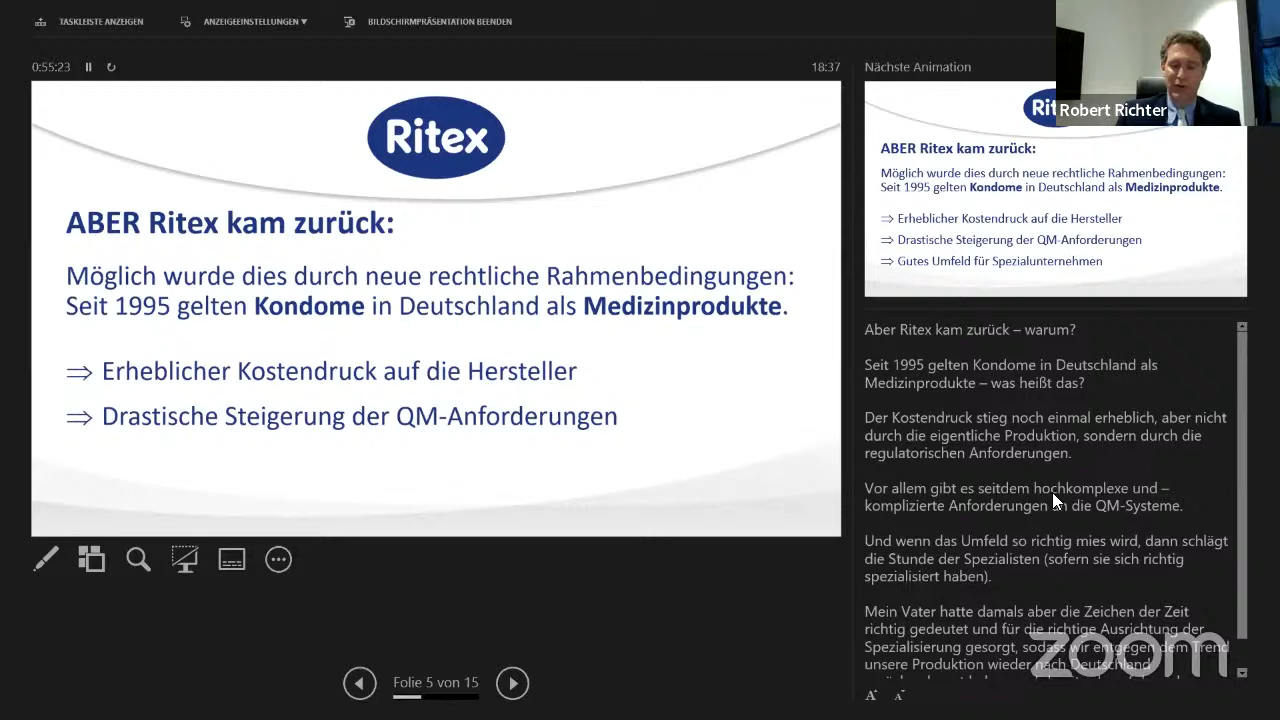 TASKLEISTE ANZEIGEN
ANZEIGEEINSTELLUNGEN ▼
BILDSCHIRMPRÄSENTATION BEENDEN
0:55:23
18:37
Ritex
ABER Ritex kam zurück:
Möglich wurde dies durch neue rechtliche Rahmenbedingungen:
Seit 1995 gelten Kondome in Deutschland als Medizinprodukte.
⇒ Erheblicher Kostendruck auf die Hersteller
⇒ Drastische Steigerung der QM-Anforderungen
Folie 5 von 15
Nächste Animation
Robert Richter
Rit
ABER Ritex kam zurück:
Möglich wurde dies durch neue rechtliche Rahmenbedingungen:
Seit 1995 gelten Kondome in Deutschland als Medizinprodukte.
⇒ Erheblicher Kostendruck auf die Hersteller
⇒ Drastische Steigerung der QM-Anforderungen
⇒ Gutes Umfeld für Spezialunternehmen
Aber Ritex kam zurück – warum?
Seit 1995 gelten Kondome in Deutschland als
Medizinprodukte – was heißt das?
Der Kostendruck stieg noch einmal erheblich, aber nicht
durch die eigentliche Produktion, sondern durch die
regulatorischen Anforderungen.
Vor allem gibt es seitdem hochkomplexe und –
komplizierte Anforderungen an die QM-Systeme.
Und wenn das Umfeld so richtig mies wird, dann schlägt
die Stunde der Spezialisten (sofern sie sich richtig
spezialisiert haben).
Mein Vater hatte damals aber die Zeichen der Zeit
richtig gedeutet und für die richtige Ausrichtung der
Spezialisierung gesorgt, sodass wir entgegen dem Trend
unsere Produktion wieder nach Deutschland
zoom
A A